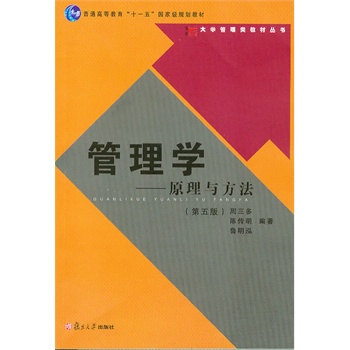 普通高等教育“十一五”国家级规划教材
大学管理类教材丛书
管理学
——原理与方法
GUANLIXUE YUANLI YU FANGFA
(第五版) 周三多
陈传明 编著
鲁明泓
复旦大学出版社